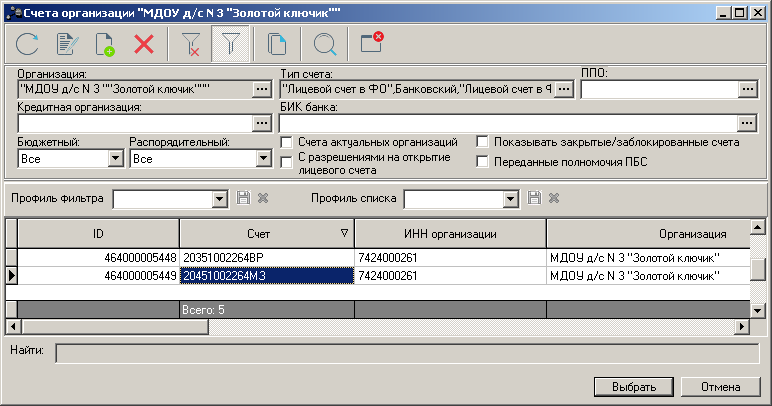 Счета организации "МДОУ д/с N 3 "Золотой ключик""
Организация: Тип счета: ППО:
"МДОУ д/с N 3 ""Золотой ключик""" ... "Лицевой счет в ФО",Банковский,"Лицевой счет в Ф ... ...
Кредитная организация: БИК банка:
... ...
Бюджетный: Распорядительный: Счета актуальных организаций Показывать закрытые/заблокированные счета
Все Все С разрешениями на открытие лицевого счета Переданные полномочия ПБС
Профиль фильтра Профиль списка
ID Счет ИНН организации Организация
464000005448 20351002264ВР 7424000261 МДОУ д/с N 3 "Золотой ключик"
464000005449 20451002264МЗ 7424000261 МДОУ д/с N 3 "Золотой ключик"
Всего: 5
Найти:
Выбрать Отмена